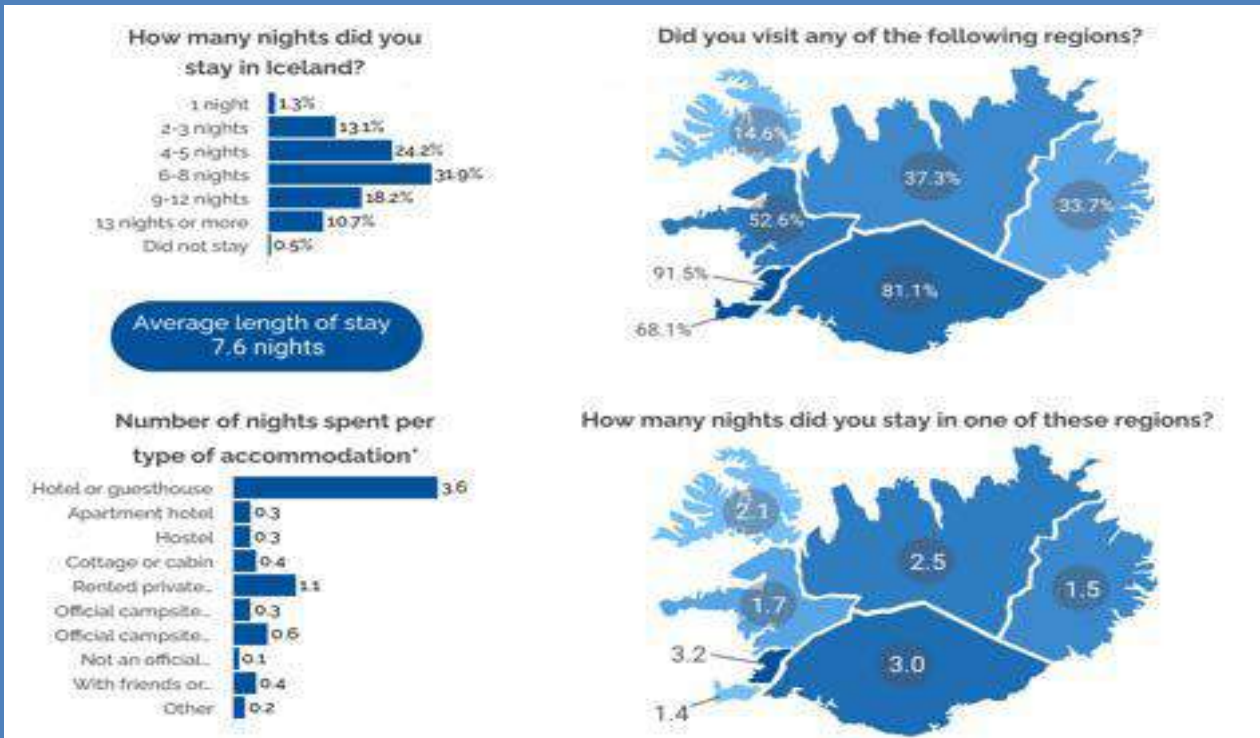 How many nights did you
stay in Iceland?
1 night 1.3%
2-3 nights 13.1%
4-5 nights 24.2%
6-8 nights 31.9%
9-12 nights 18.2%
13 nights or more 10.7%
Did not stay 0.5%
Average length of stay
7.6 nights
Did you visit any of the following regions?
14.6%
37.3%
33.7%
52.6%
91.5%
81.1%
68.1%
Number of nights spent per
type of accommodation*
Hotel or guesthouse 3.6
Apartment hotel 0.3
Hostel 0.3
Cottage or cabin 0.4
Rented private... 1.1
Official campsite... 0.3
Official campsite... 0.6
Not an official... 0.1
With friends or... 0.4
Other 0.2
How many nights did you stay in one of these regions?
2.1
2.5
1.5
1.7
3.2
3.0
1.4